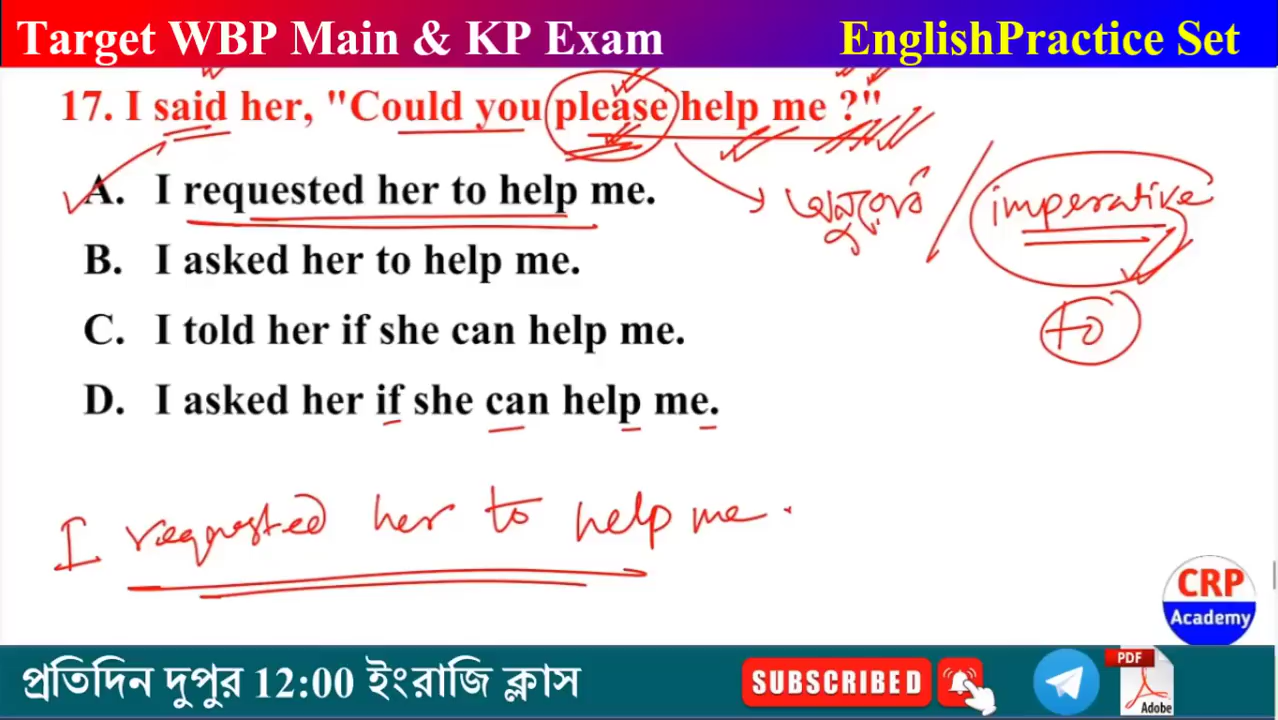 Target WBP Main & KP Exam
EnglishPractice Set
17. I said her, "Could you please help me ?"
A. I requested her to help me.
B. I asked her to help me.
C. I told her if she can help me.
D. I asked her if she can help me.
অনুরোধ / imperative
to
I requested her to help me.
CRP
Academy
প্রতিদিন দুপুর 12:00 ইংরাজি ক্লাস
SUBSCRIBED
PDF
Adobe